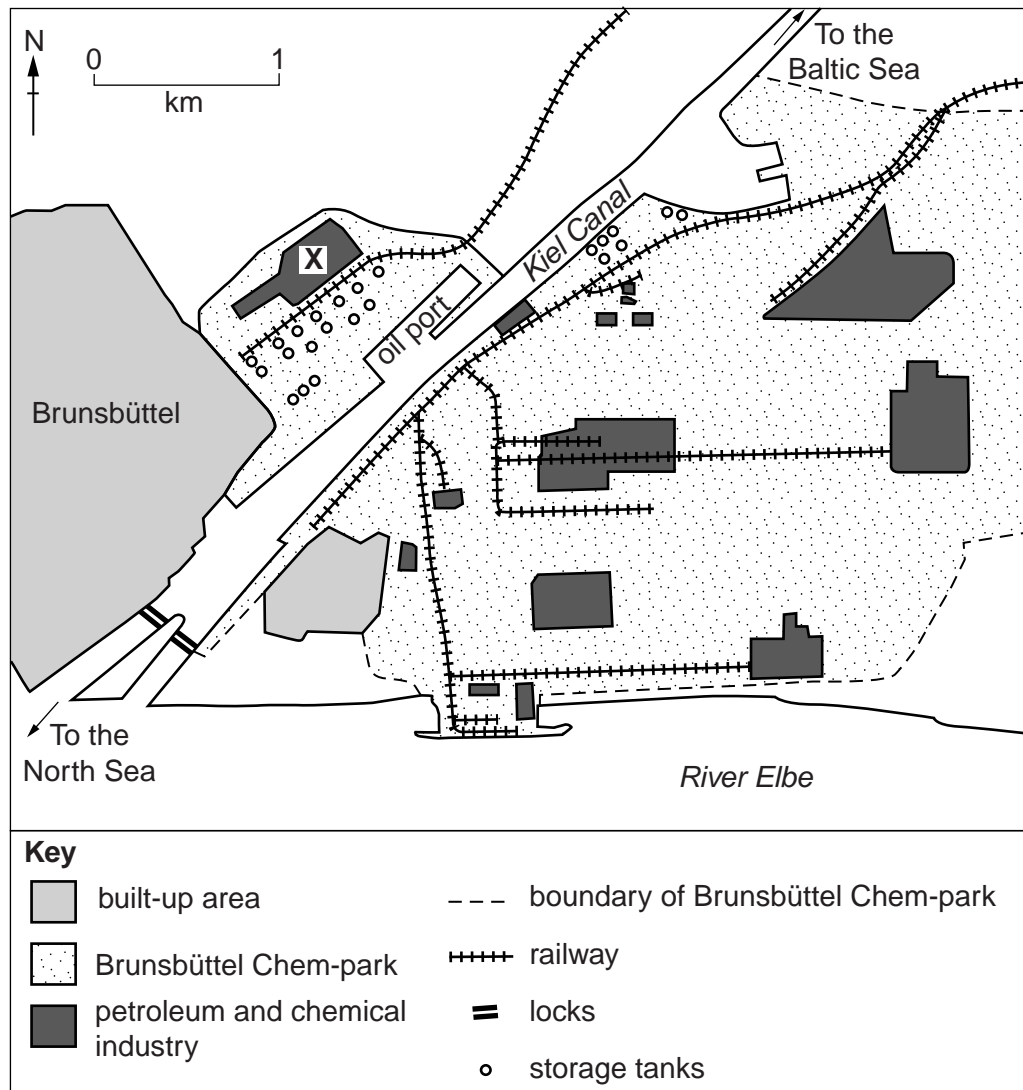 N
0 1
km
To the
Baltic Sea
Kiel Canal
X
oil port
Brunsbüttel
To the
North Sea
River Elbe
Key
built-up area
Brunsbüttel Chem-park
petroleum and chemical
industry
boundary of Brunsbüttel Chem-park
railway
locks
storage tanks